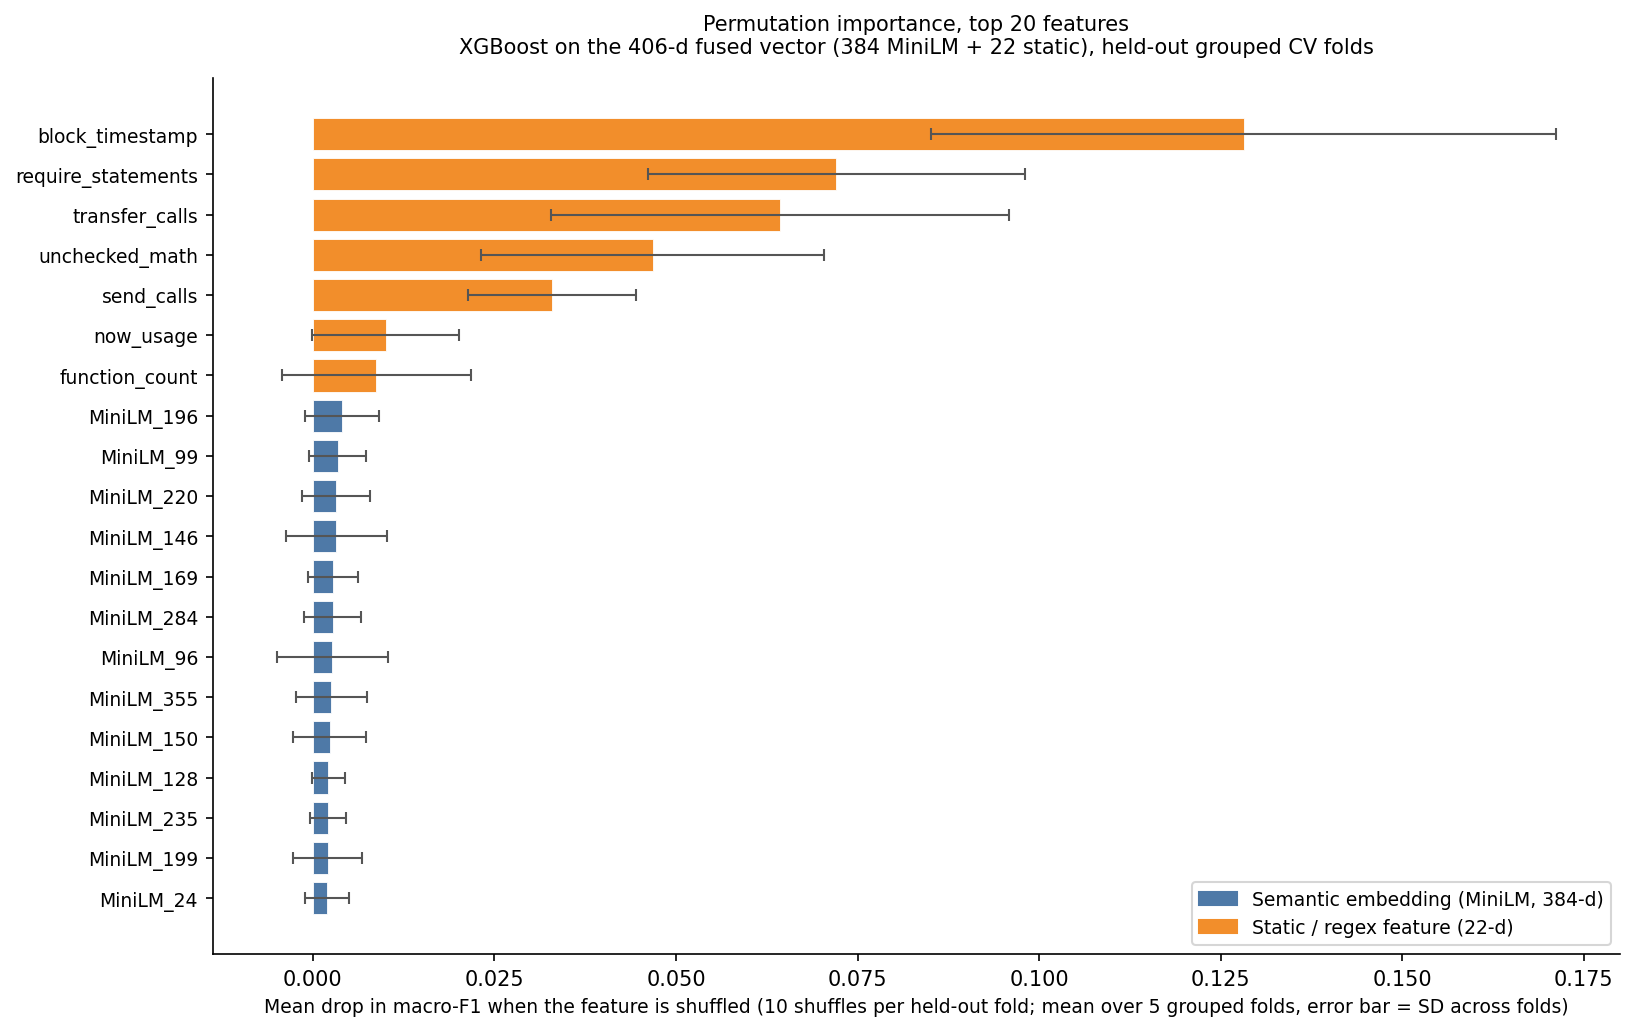 Permutation importance, top 20 features
XGBoost on the 406-d fused vector (384 MiniLM + 22 static), held-out grouped CV folds
block_timestamp
require_statements
transfer_calls
unchecked_math
send_calls
now_usage
function_count
MiniLM_196
MiniLM_99
MiniLM_220
MiniLM_146
MiniLM_169
MiniLM_284
MiniLM_96
MiniLM_355
MiniLM_150
MiniLM_128
MiniLM_235
MiniLM_199
MiniLM_24
Semantic embedding (MiniLM, 384-d)
Static / regex feature (22-d)
0.000 0.025 0.050 0.075 0.100 0.125 0.150 0.175
Mean drop in macro-F1 when the feature is shuffled (10 shuffles per held-out fold; mean over 5 grouped folds, error bar = SD across folds)